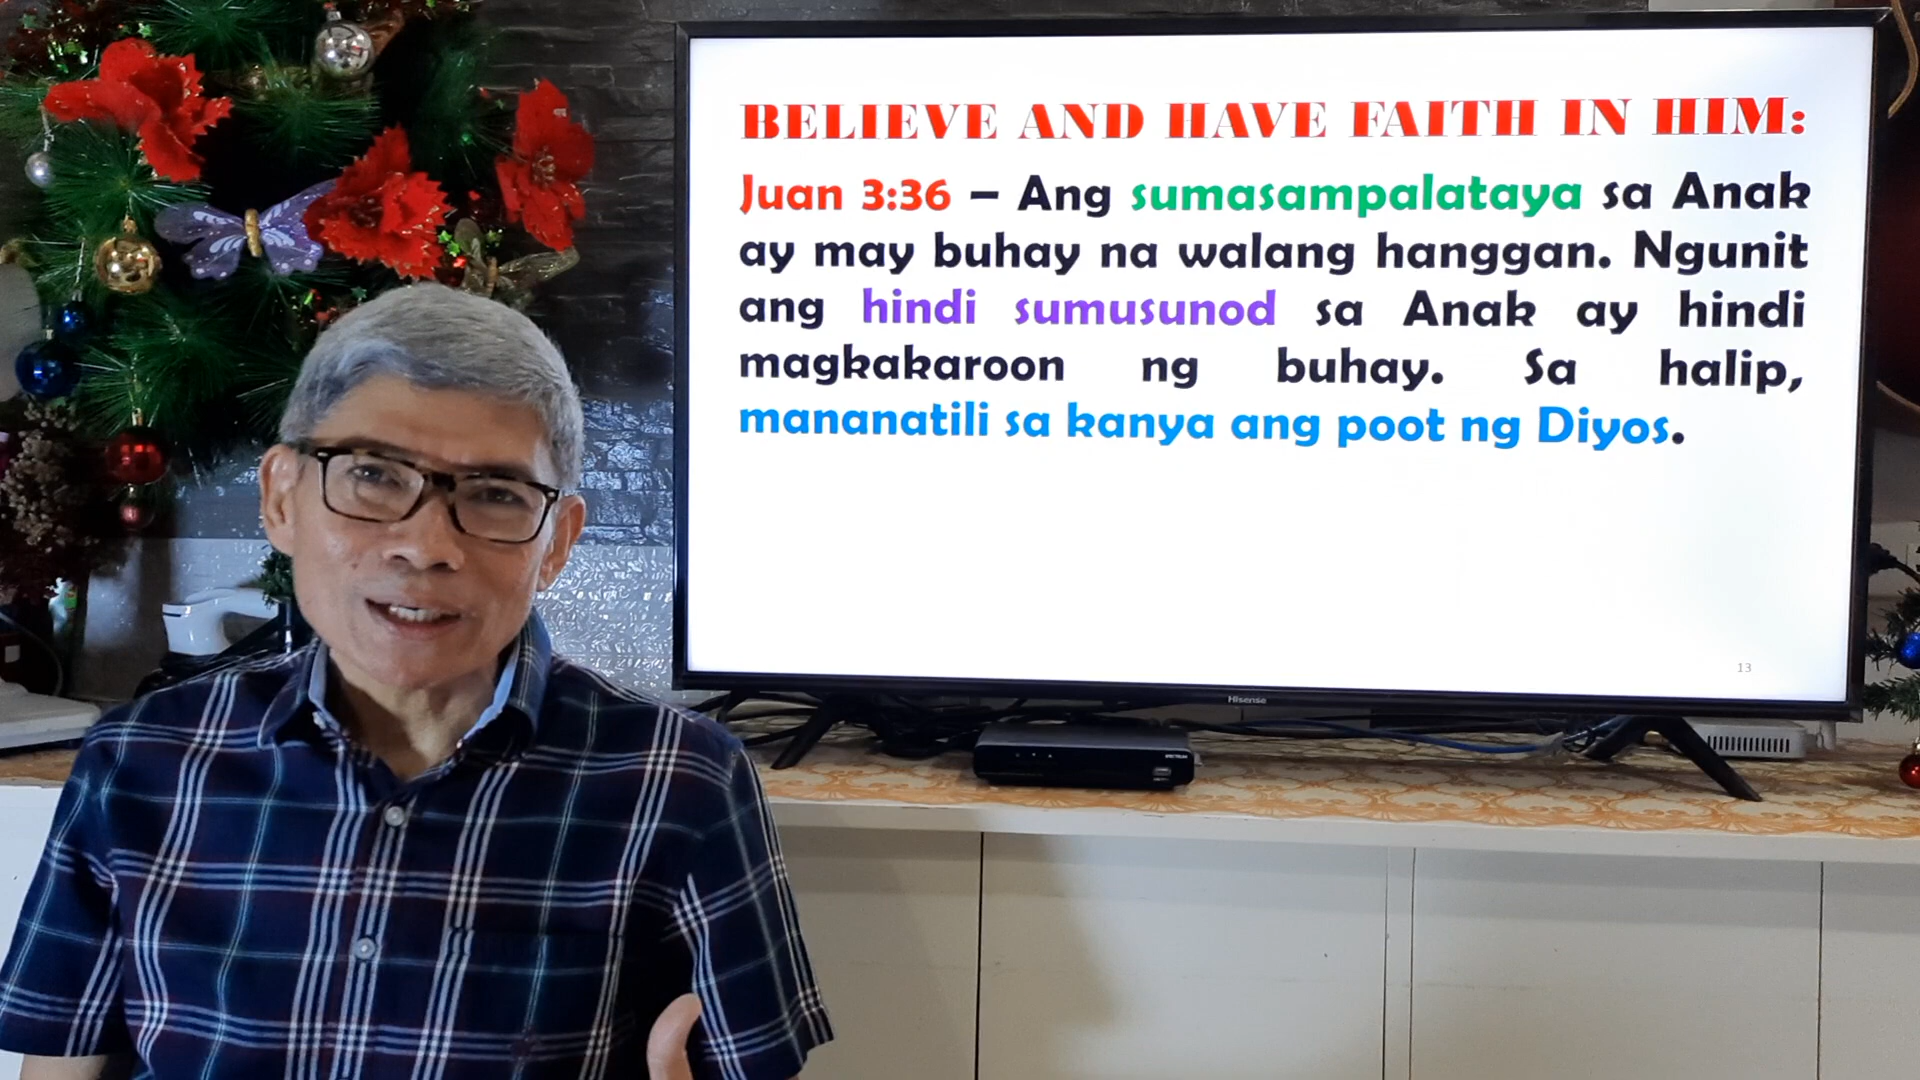 BELIEVE AND HAVE FAITH IN HIM:
Juan 3:36 – Ang sumasampalataya sa Anak
ay may buhay na walang hanggan. Ngunit
ang hindi sumusunod sa Anak ay hindi
magkakaroon ng buhay. Sa halip,
mananatili sa kanya ang poot ng Diyos.
13
Hisense